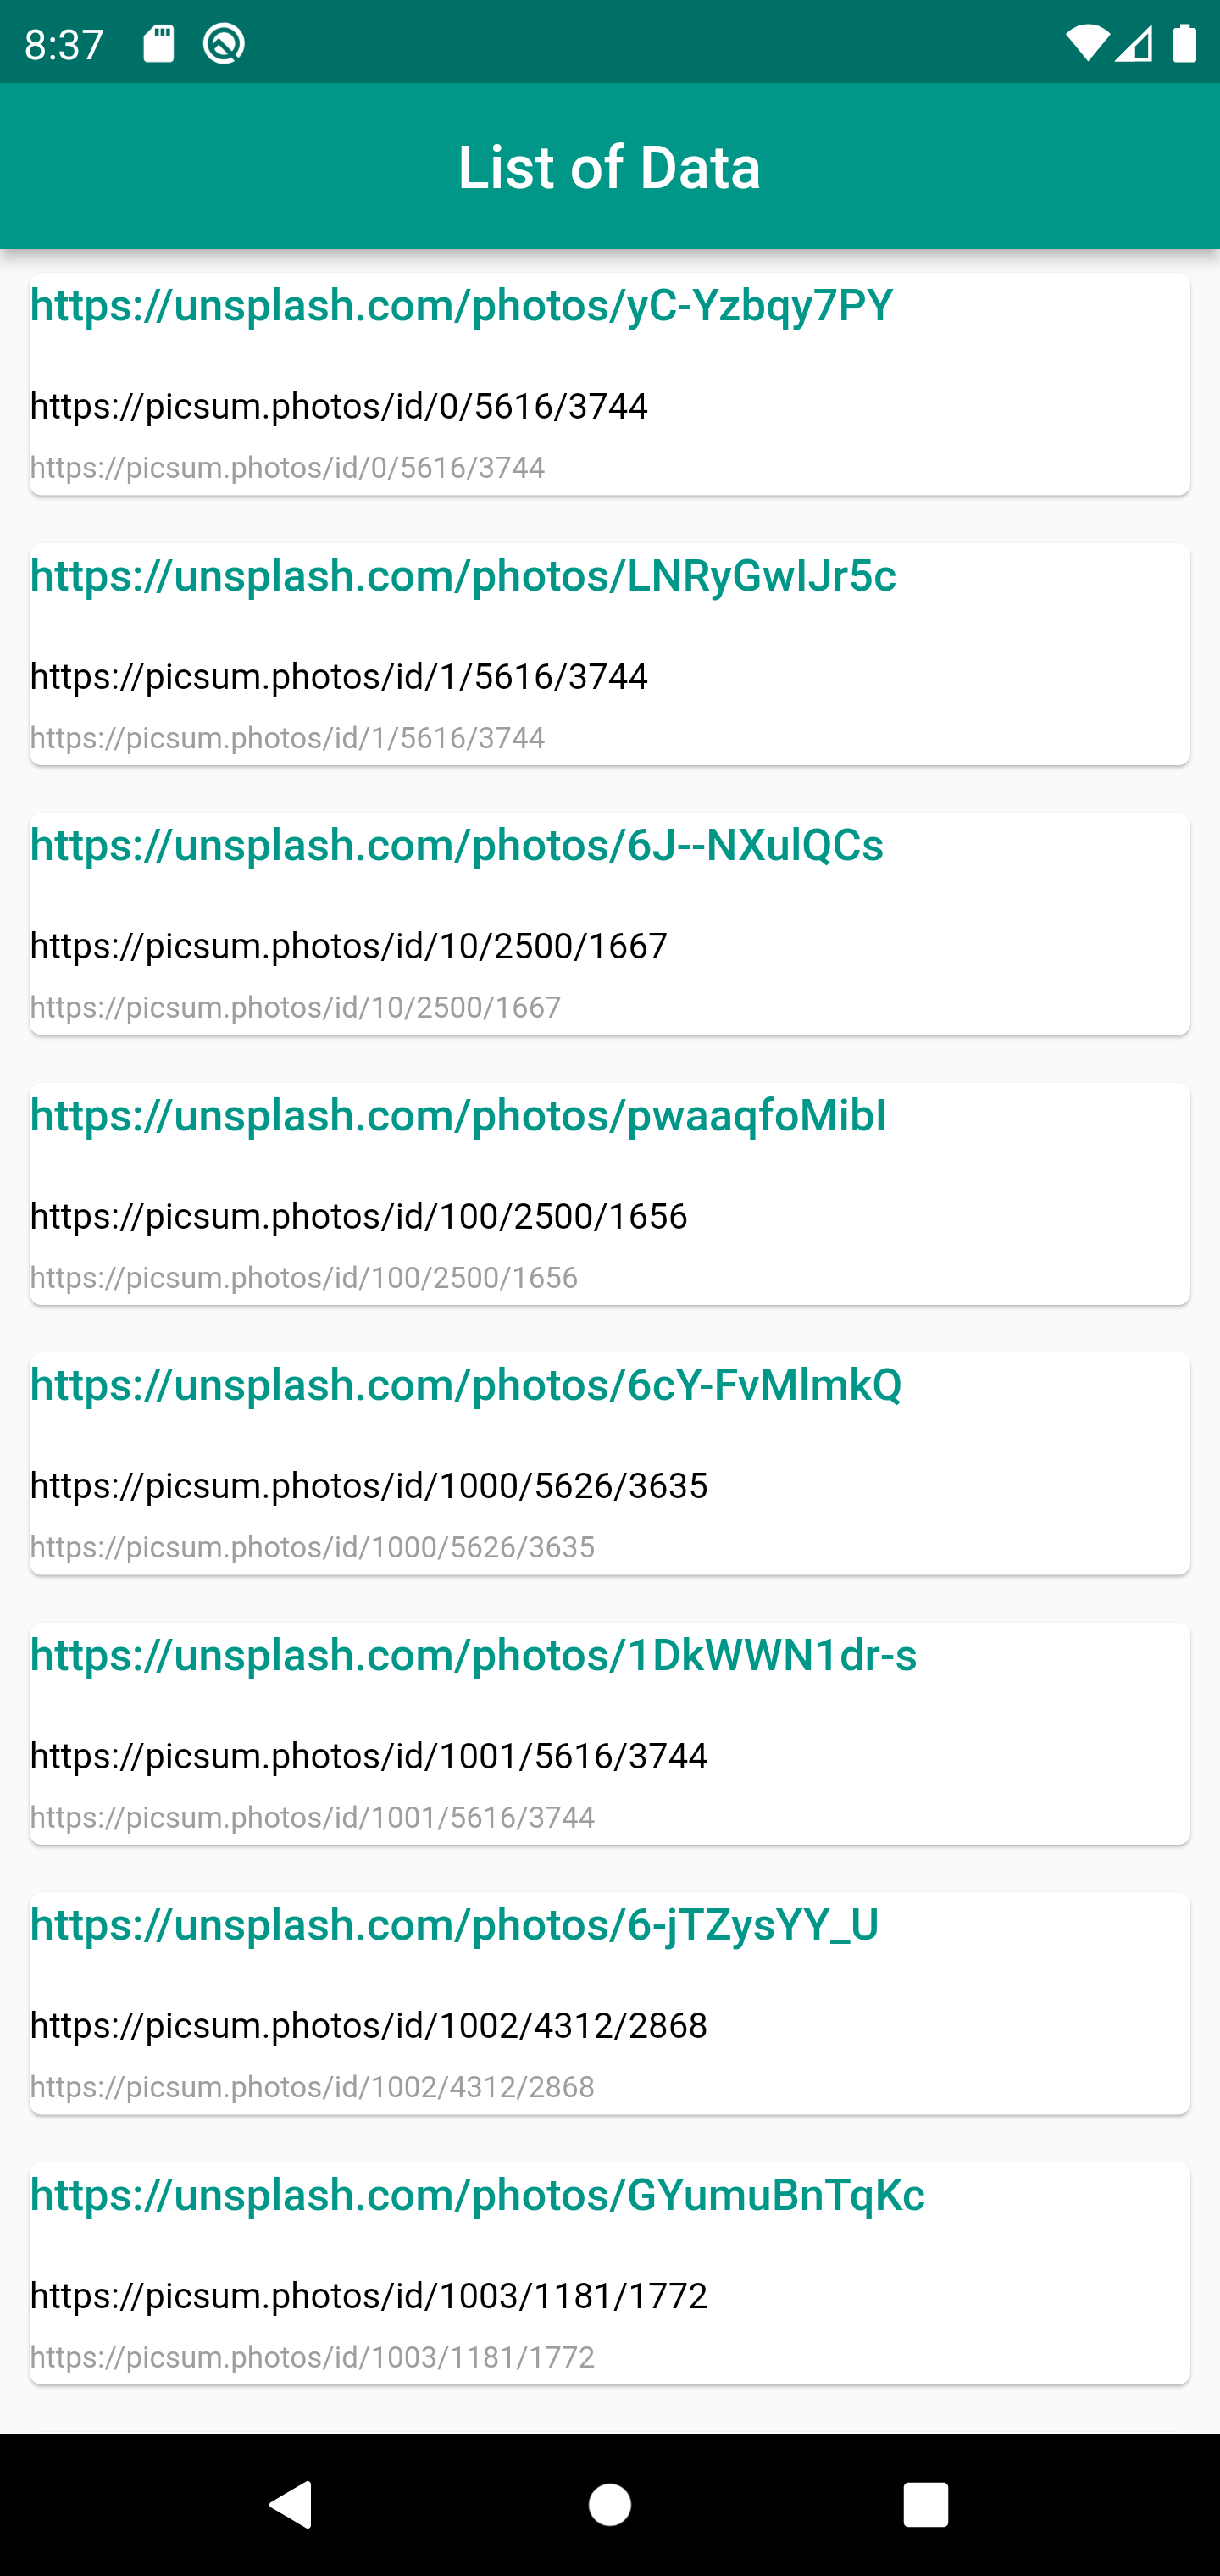 8:37
List of Data
https://unsplash.com/photos/yC-Yzbqy7PY
https://picsum.photos/id/0/5616/3744
https://picsum.photos/id/0/5616/3744
https://unsplash.com/photos/LNRyGwIJr5c
https://picsum.photos/id/1/5616/3744
https://picsum.photos/id/1/5616/3744
https://unsplash.com/photos/6J--NXulQCs
https://picsum.photos/id/10/2500/1667
https://picsum.photos/id/10/2500/1667
https://unsplash.com/photos/pwaaqfoMibI
https://picsum.photos/id/100/2500/1656
https://picsum.photos/id/100/2500/1656
https://unsplash.com/photos/6cY-FvMlmkQ
https://picsum.photos/id/1000/5626/3635
https://picsum.photos/id/1000/5626/3635
https://unsplash.com/photos/1DkWWN1dr-s
https://picsum.photos/id/1001/5616/3744
https://picsum.photos/id/1001/5616/3744
https://unsplash.com/photos/6-jTZysYY_U
https://picsum.photos/id/1002/4312/2868
https://picsum.photos/id/1002/4312/2868
https://unsplash.com/photos/GYumuBnTqKc
https://picsum.photos/id/1003/1181/1772
https://picsum.photos/id/1003/1181/1772